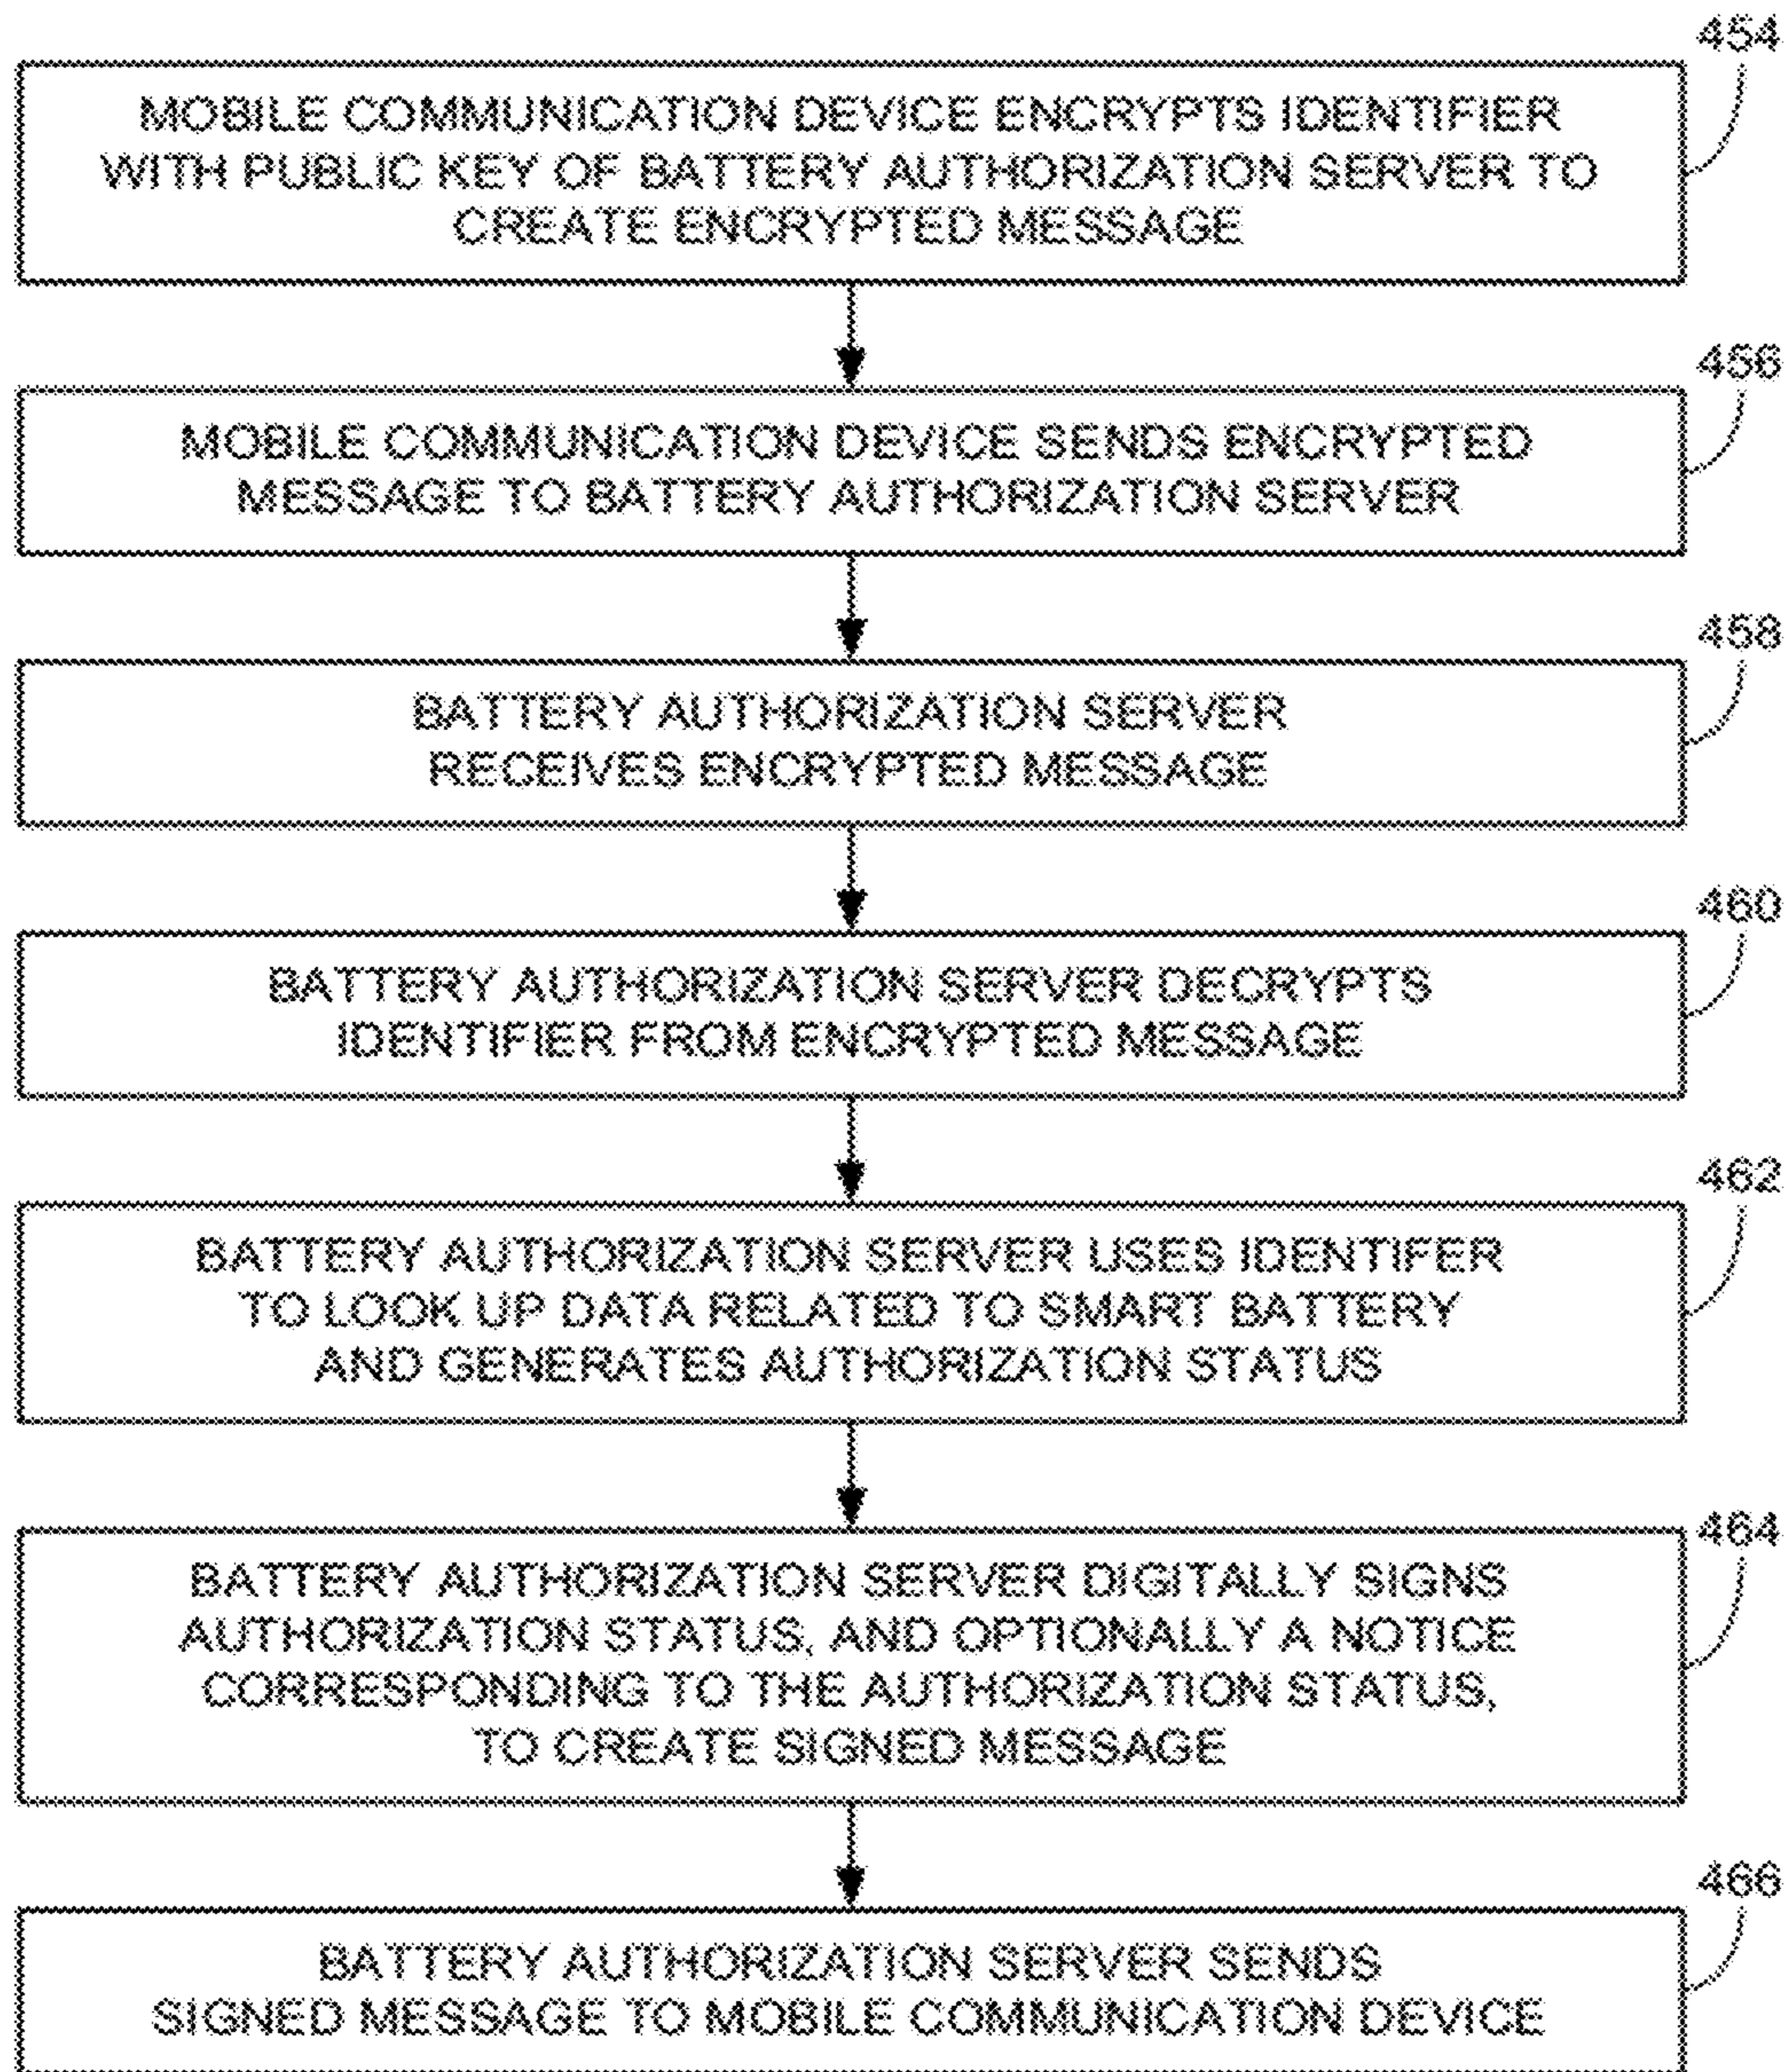 454
MOBILE COMMUNICATION DEVICE ENCRYPTS IDENTIFIER
WITH PUBLIC KEY OF BATTERY AUTHORIZATION SERVER TO
CREATE ENCRYPTED MESSAGE
456
MOBILE COMMUNICATION DEVICE SENDS ENCRYPTED
MESSAGE TO BATTERY AUTHORIZATION SERVER
458
BATTERY AUTHORIZATION SERVER
RECEIVES ENCRYPTED MESSAGE
460
BATTERY AUTHORIZATION SERVER DECRYPTS
IDENTIFIER FROM ENCRYPTED MESSAGE
462
BATTERY AUTHORIZATION SERVER USES IDENTIFER
TO LOOK UP DATA RELATED TO SMART BATTERY
AND GENERATES AUTHORIZATION STATUS
464
BATTERY AUTHORIZATION SERVER DIGITALLY SIGNS
AUTHORIZATION STATUS, AND OPTIONALLY A NOTICE
CORRESPONDING TO THE AUTHORIZATION STATUS,
TO CREATE SIGNED MESSAGE
466
BATTERY AUTHORIZATION SERVER SENDS
SIGNED MESSAGE TO MOBILE COMMUNICATION DEVICE